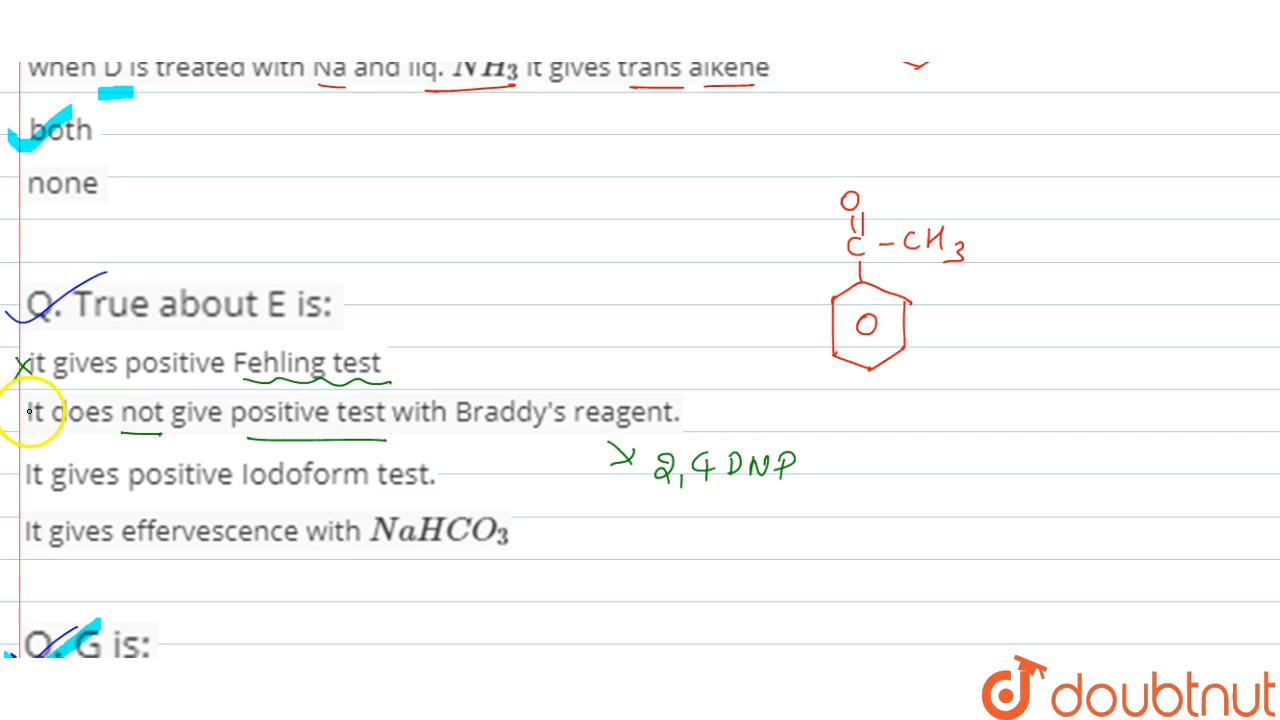 when D is treated with Na and liq. NH3 it gives trans alkene
both
none
O
C - CH3
O
Q. True about E is:
x it gives positive Fehling test
It does not give positive test with Braddy's reagent.
2,4 DNP
It gives positive Iodoform test.
It gives effervescence with NaHCO3
Q. G is:
doubtnut